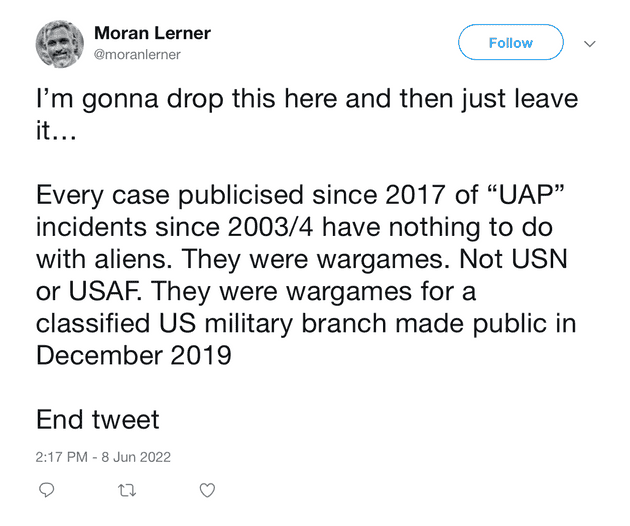 Moran Lerner
@moranlerner
Follow
I’m gonna drop this here and then just leave
it…
Every case publicised since 2017 of “UAP”
incidents since 2003/4 have nothing to do
with aliens. They were wargames. Not USN
or USAF. They were wargames for a
classified US military branch made public in
December 2019
End tweet
2:17 PM - 8 Jun 2022